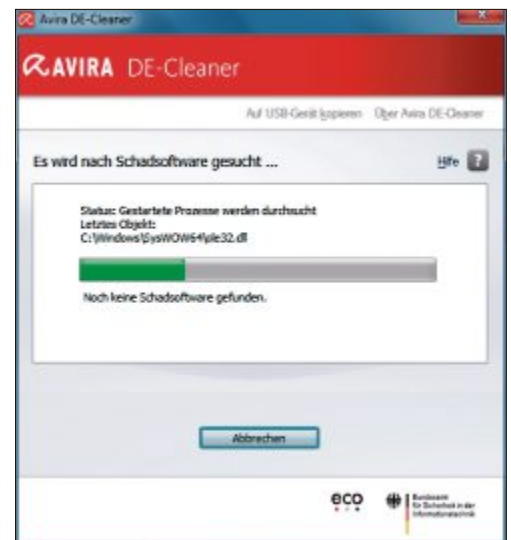 Avira DE-Cleaner
AVIRA DE-Cleaner
Auf USB-Gerät kopieren Über Avira DE-Cleaner
Es wird nach Schadsoftware gesucht ...
Hilfe ?
Status: Gestartete Prozesse werden durchsucht
Letztes Objekt:
C:\Windows\SysWOW64\ple32.dll
Noch keine Schadsoftware gefunden.
Abbrechen
eco
Bundesamt
für Sicherheit in der
Informationstechnik